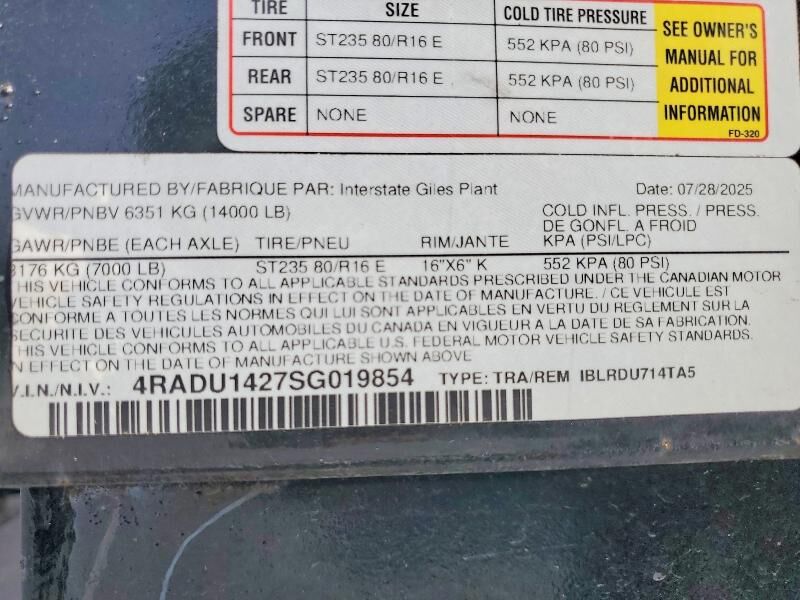 TIRE SIZE COLD TIRE PRESSURE
FRONT ST235 80/R16 E 552 KPA (80 PSI)
REAR ST235 80/R16 E 552 KPA (80 PSI)
SPARE NONE NONE
SEE OWNER'S
MANUAL FOR
ADDITIONAL
INFORMATION
FD-320
MANUFACTURED BY/FABRIQUE PAR: Interstate Giles Plant Date: 07/28/2025
GVWR/PNBV 6351 KG (14000 LB)
COLD INFL. PRESS./ PRESS.
DE GONFL. A FROID
GAWR/PNBE (EACH AXLE) TIRE/PNEU RIM/JANTE KPA (PSI/LPC)
3176 KG (7000 LB) ST235 80/R16 E 16"X6" K 552 KPA (80 PSI)
THIS VEHICLE CONFORMS TO ALL APPLICABLE STANDARDS PRESCRIBED UNDER THE CANADIAN MOTOR
VEHICLE SAFETY REGULATIONS IN EFFECT ON THE DATE OF MANUFACTURE. / CE VEHICULE EST
CONFORME A TOUTES LES NORMES QUI LUI SONT APPLICABLES EN VERTU DU REGLEMENT SUR LA
SECURITE DES VEHICULES AUTOMOBILES DU CANADA EN VIGUEUR A LA DATE DE SA FABRICATION.
THIS VEHICLE CONFORMS TO ALL APPLICABLE U.S. FEDERAL MOTOR VEHICLE SAFETY STANDARDS.
IN EFFECT ON THE DATE OF MANUFACTURE SHOWN ABOVE
V.I.N./N.I.V.: 4RADU1427SG019854 TYPE: TRA/REM IBLRDU714TA5